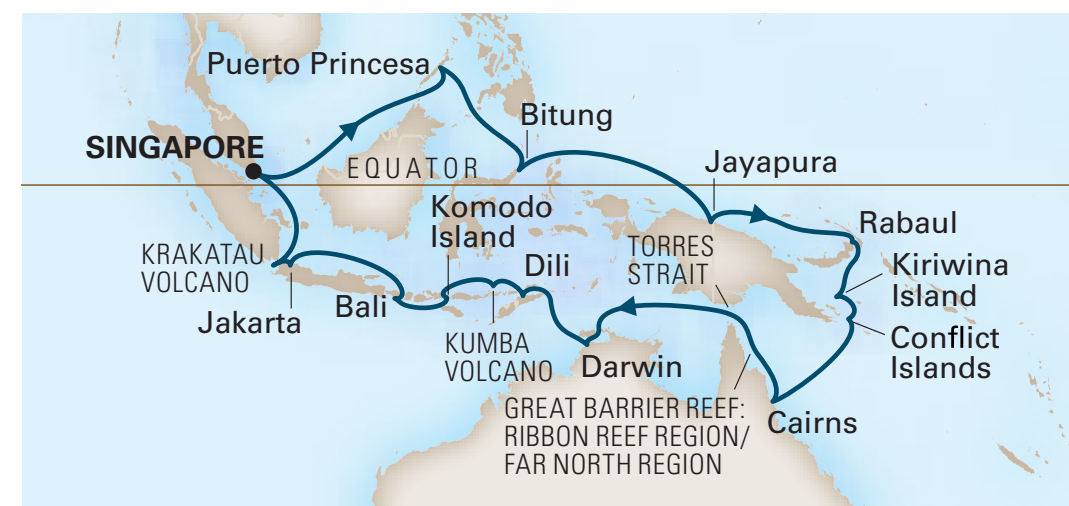 Puerto Princesa
Bitung
SINGAPORE
EQUATOR
Jayapura
Komodo
Island
Rabaul
KRAKATAU
VOLCANO
TORRES
STRAIT
Dili
Kiriwina
Island
Bali
Jakarta
KUMBA
VOLCANO
Darwin
Conflict
Islands
GREAT BARRIER REEF:
RIBBON REEF REGION/
FAR NORTH REGION
Cairns